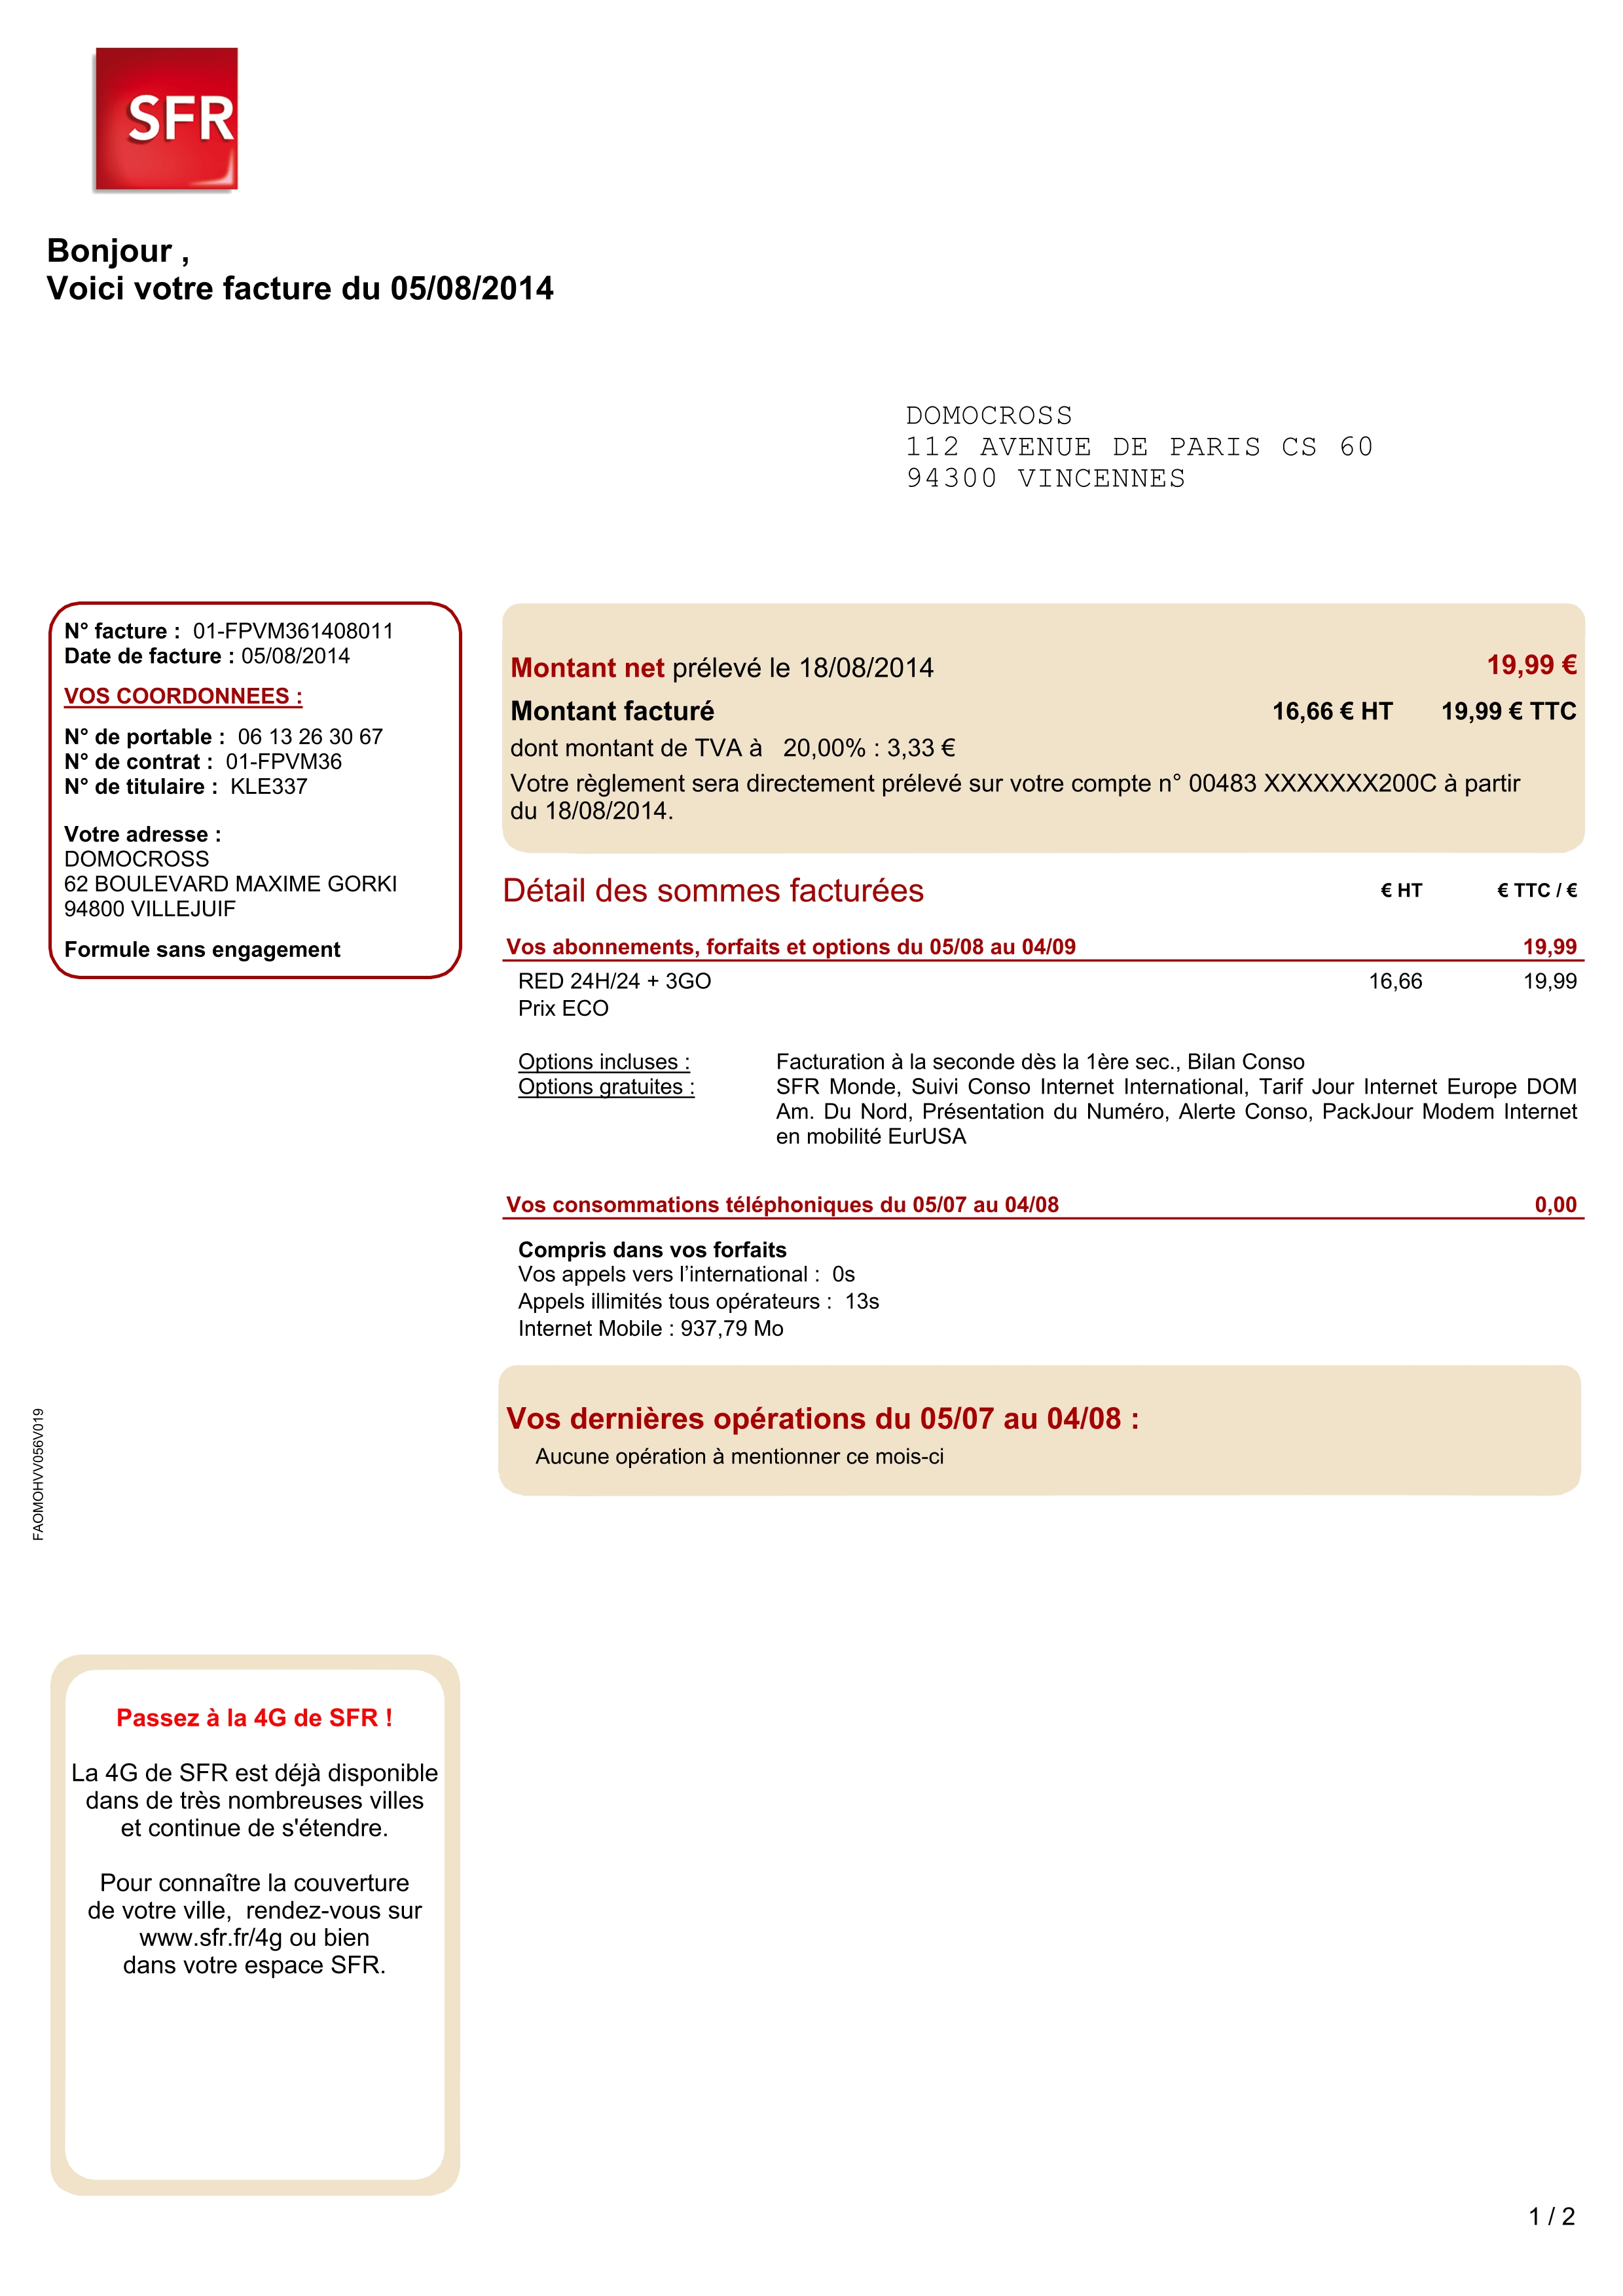 SFR
Bonjour ,
Voici votre facture du 05/08/2014
DOMOCROSS
112 AVENUE DE PARIS CS 60
94300 VINCENNES
N° facture : 01-FPVM361408011
Date de facture : 05/08/2014
VOS COORDONNEES :
N° de portable : 06 13 26 30 67
N° de contrat : 01-FPVM36
N° de titulaire : KLE337
Votre adresse :
DOMOCROSS
62 BOULEVARD MAXIME GORKI
94800 VILLEJUIF
Formule sans engagement
Montant net prélevé le 18/08/2014 19,99 €
Montant facturé 16,66 € HT 19,99 € TTC
dont montant de TVA à 20,00% : 3,33 €
Votre règlement sera directement prélevé sur votre compte n° 00483 XXXXXXX200C à partir
du 18/08/2014.
Détail des sommes facturées € HT € TTC / €
Vos abonnements, forfaits et options du 05/08 au 04/09 19,99
RED 24H/24 + 3GO 16,66 19,99
Prix ECO
Options incluses : Facturation à la seconde dès la 1ère sec., Bilan Conso
Options gratuites : SFR Monde, Suivi Conso Internet International, Tarif Jour Internet Europe DOM
Am. Du Nord, Présentation du Numéro, Alerte Conso, PackJour Modem Internet
en mobilité EurUSA
Vos consommations téléphoniques du 05/07 au 04/08 0,00
Compris dans vos forfaits
Vos appels vers l’international : 0s
Appels illimités tous opérateurs : 13s
Internet Mobile : 937,79 Mo
Vos dernières opérations du 05/07 au 04/08 :
Aucune opération à mentionner ce mois-ci
FAOMOHVV056V019
Passez à la 4G de SFR !
La 4G de SFR est déjà disponible
dans de très nombreuses villes
et continue de s'étendre.
Pour connaître la couverture
de votre ville, rendez-vous sur
www.sfr.fr/4g ou bien
dans votre espace SFR.
1 / 2